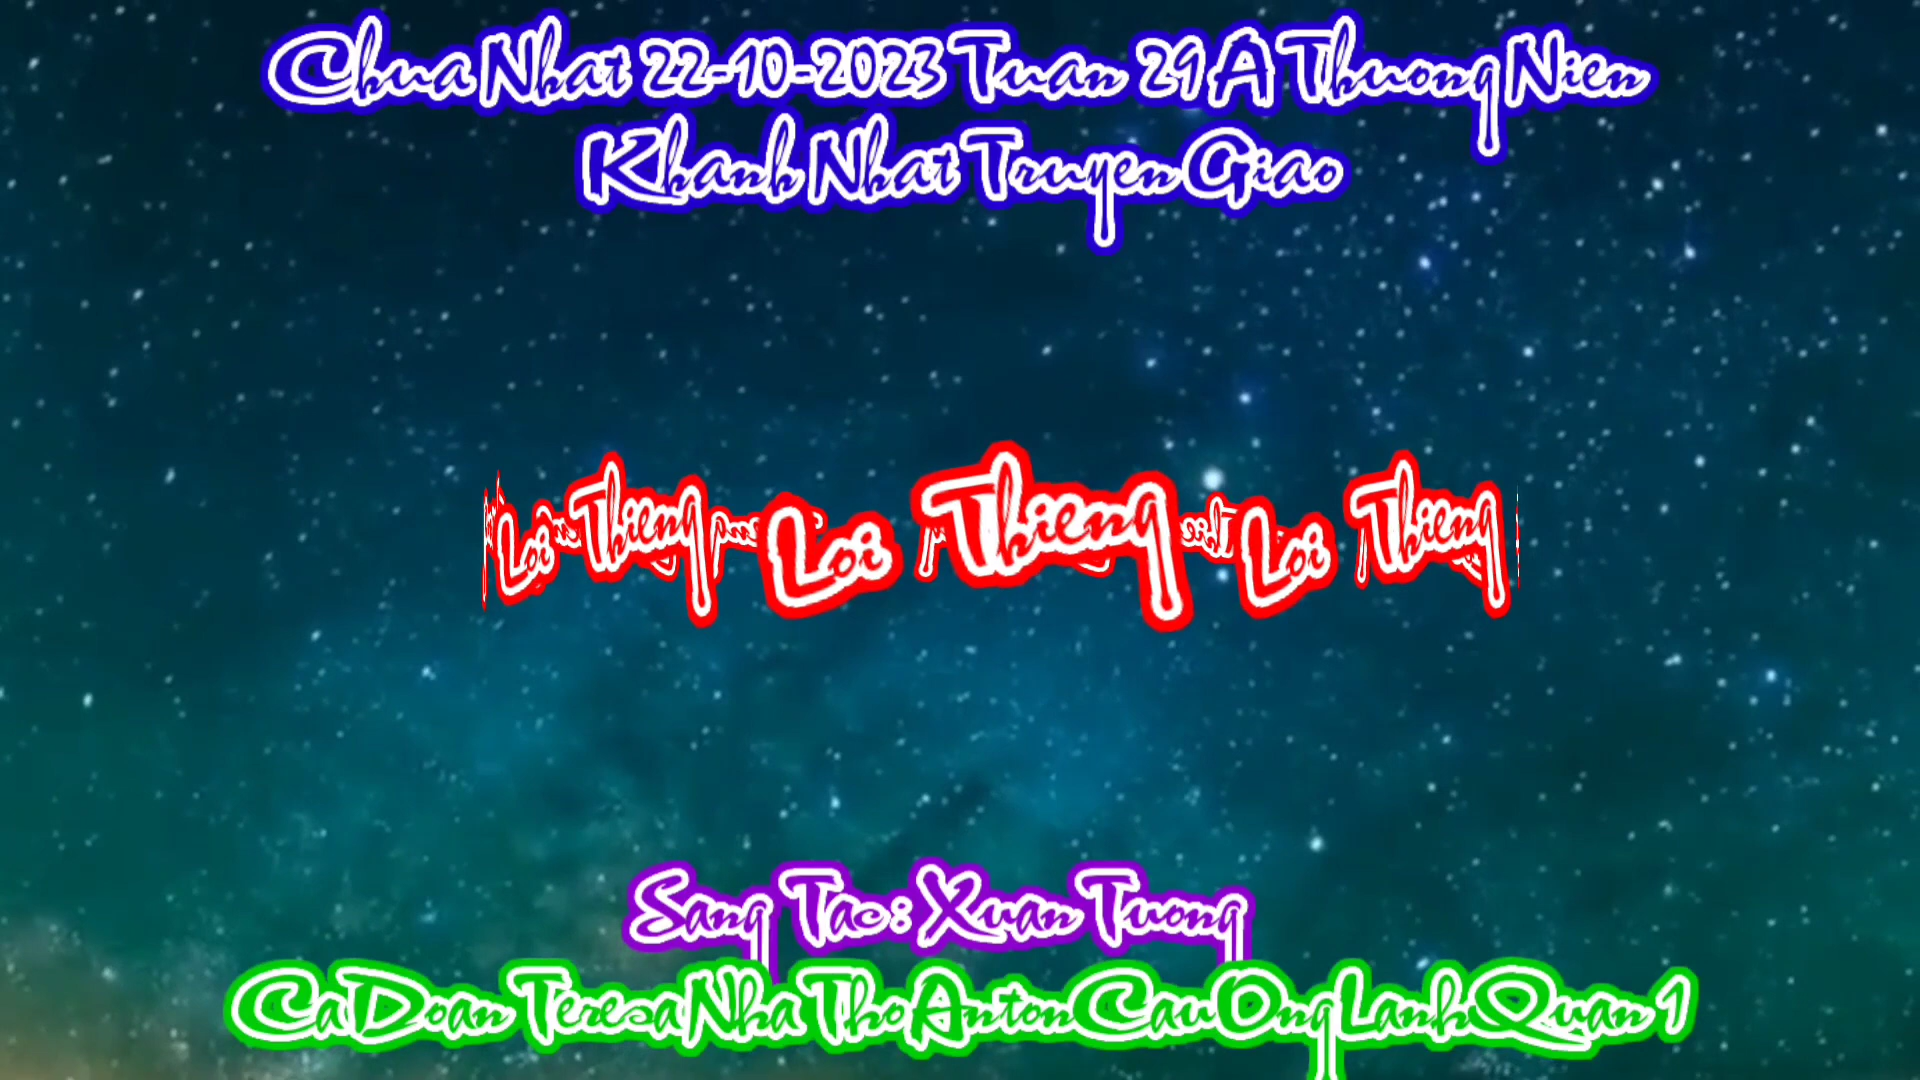 Chua Nhat 22-10-2023 Tuan 29 A Thuong Nien
Khanh Nhat Truyen Giao
Loi Thieng Loi Thieng Loi Thieng
Sang Tac : Xuan Tuong
Ca Doan Teresa Nha Tho Anton Cau Ong Lanh Quan 1